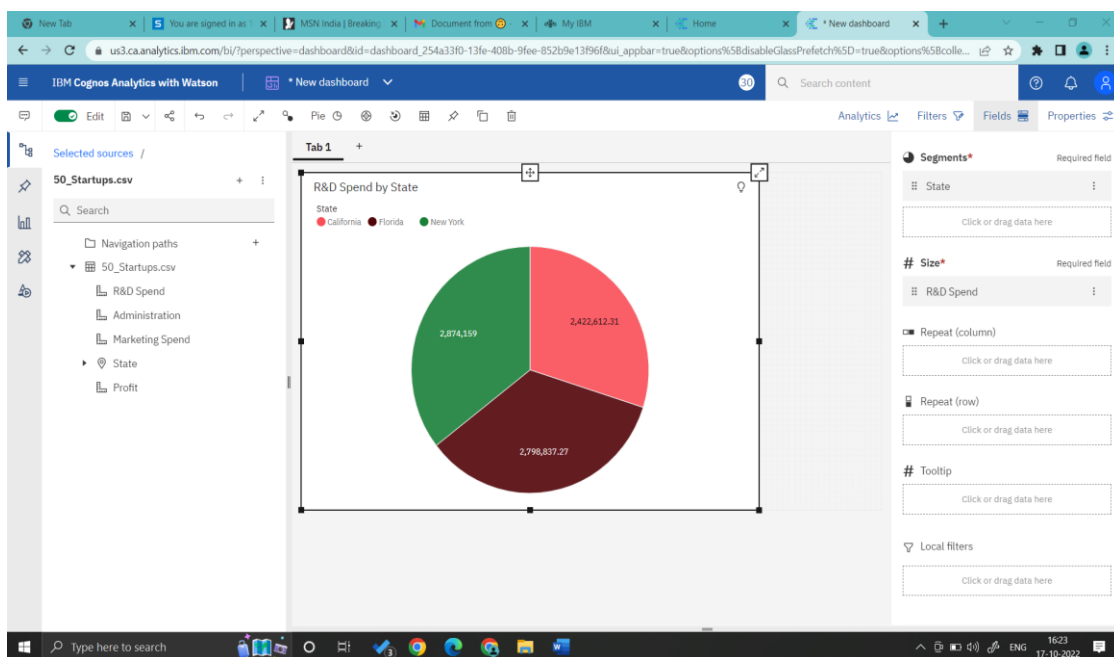 New Tab
You are signed in as
MSN India | Breaking
Document from
My IBM
Home
* New dashboard
us3.ca.analytics.ibm.com/bi/?perspective=dashboard&id=dashboard_254a33f0-13fe-408b-9fee-852b9e13f96f&ui_appbar=true&options%5BdisableGlassPrefetch%5D=true&options%5Bcolle...
IBM Cognos Analytics with Watson
* New dashboard
30
Search content
Edit
Pie
Analytics
Filters
Fields
Properties
Selected sources /
50_Startups.csv
Search
Navigation paths
50_Startups.csv
R&D Spend
Administration
Marketing Spend
State
Profit
Tab 1
R&D Spend by State
State
California Florida New York
2,874,159
2,422,612.31
2,798,837.27
Segments* Required field
State
Click or drag data here
Size* Required field
R&D Spend
Repeat (column)
Click or drag data here
Repeat (row)
Click or drag data here
Tooltip
Click or drag data here
Local filters
Click or drag data here
Type here to search
3
ENG
16:23
17-10-2022